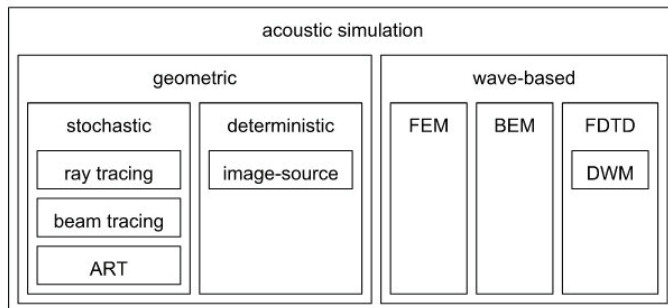 acoustic simulation
geometric
wave-based
stochastic
deterministic
FEM
BEM
FDTD
ray tracing
image-source
DWM
beam tracing
ART